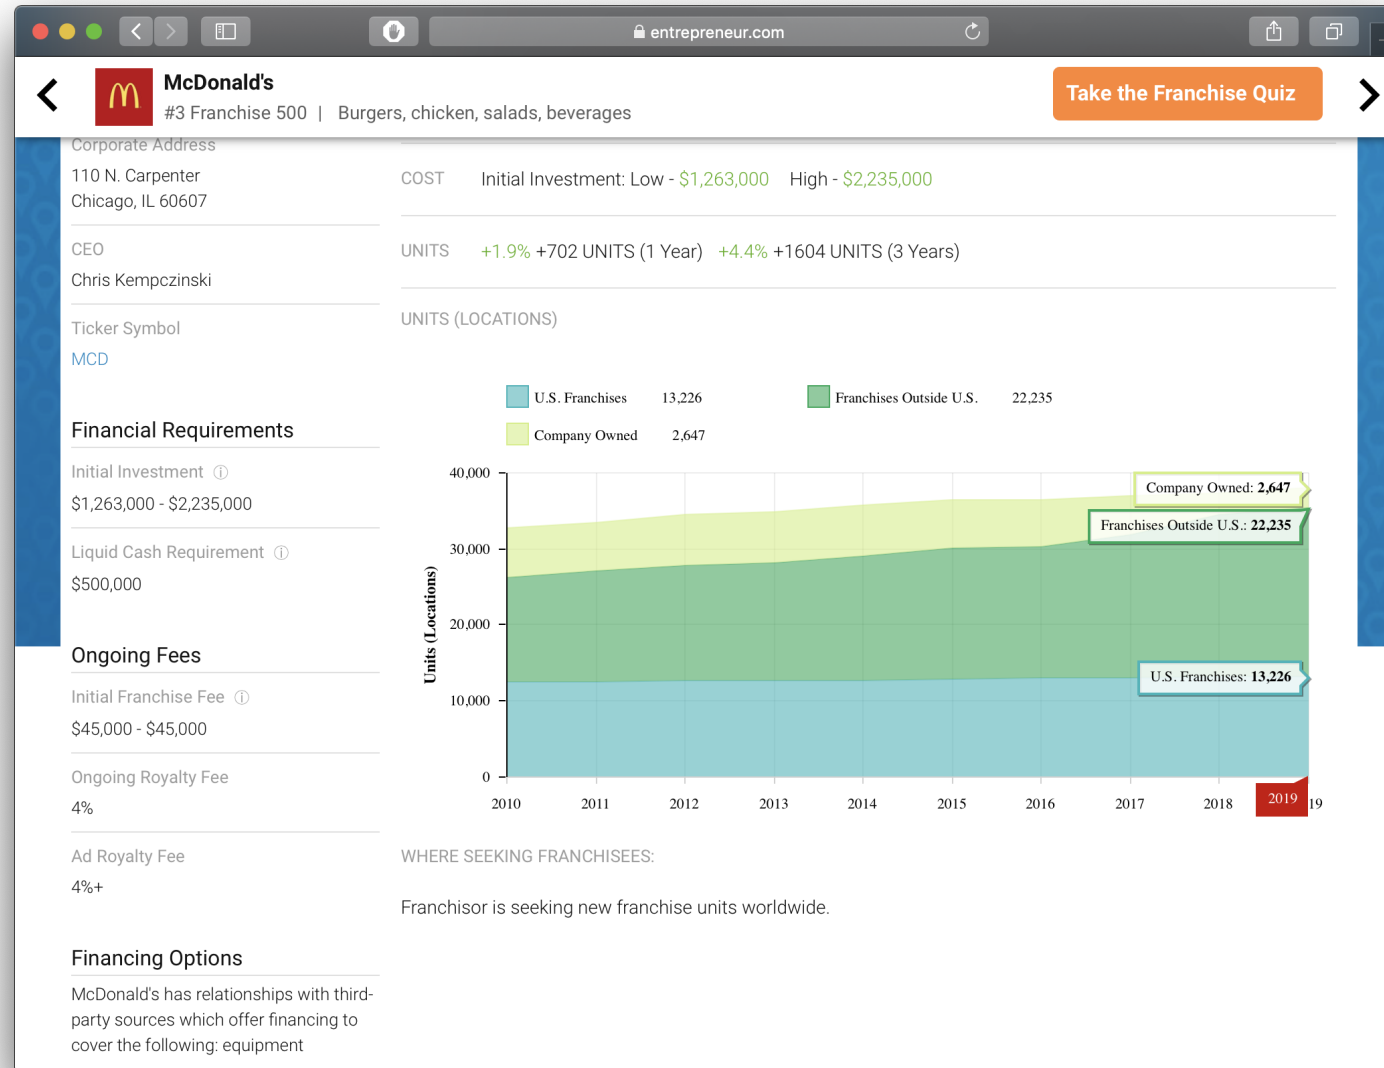 entrepreneur.com
McDonald's
#3 Franchise 500 | Burgers, chicken, salads, beverages
Take the Franchise Quiz
Corporate Address
110 N. Carpenter
Chicago, IL 60607
CEO
Chris Kempczinski
Ticker Symbol
MCD
Financial Requirements
Initial Investment
$1,263,000 - $2,235,000
Liquid Cash Requirement
$500,000
Ongoing Fees
Initial Franchise Fee
$45,000 - $45,000
Ongoing Royalty Fee
4%
Ad Royalty Fee
4%+
Financing Options
McDonald's has relationships with third-
party sources which offer financing to
cover the following: equipment
COST Initial Investment: Low - $1,263,000 High - $2,235,000
UNITS +1.9% +702 UNITS (1 Year) +4.4% +1604 UNITS (3 Years)
UNITS (LOCATIONS)
U.S. Franchises 13,226 Franchises Outside U.S. 22,235
Company Owned 2,647
Units (Locations)
40,000
30,000
20,000
10,000
0
Company Owned: 2,647
Franchises Outside U.S.: 22,235
U.S. Franchises: 13,226
2010 2011 2012 2013 2014 2015 2016 2017 2018 2019 19
WHERE SEEKING FRANCHISEES:
Franchisor is seeking new franchise units worldwide.